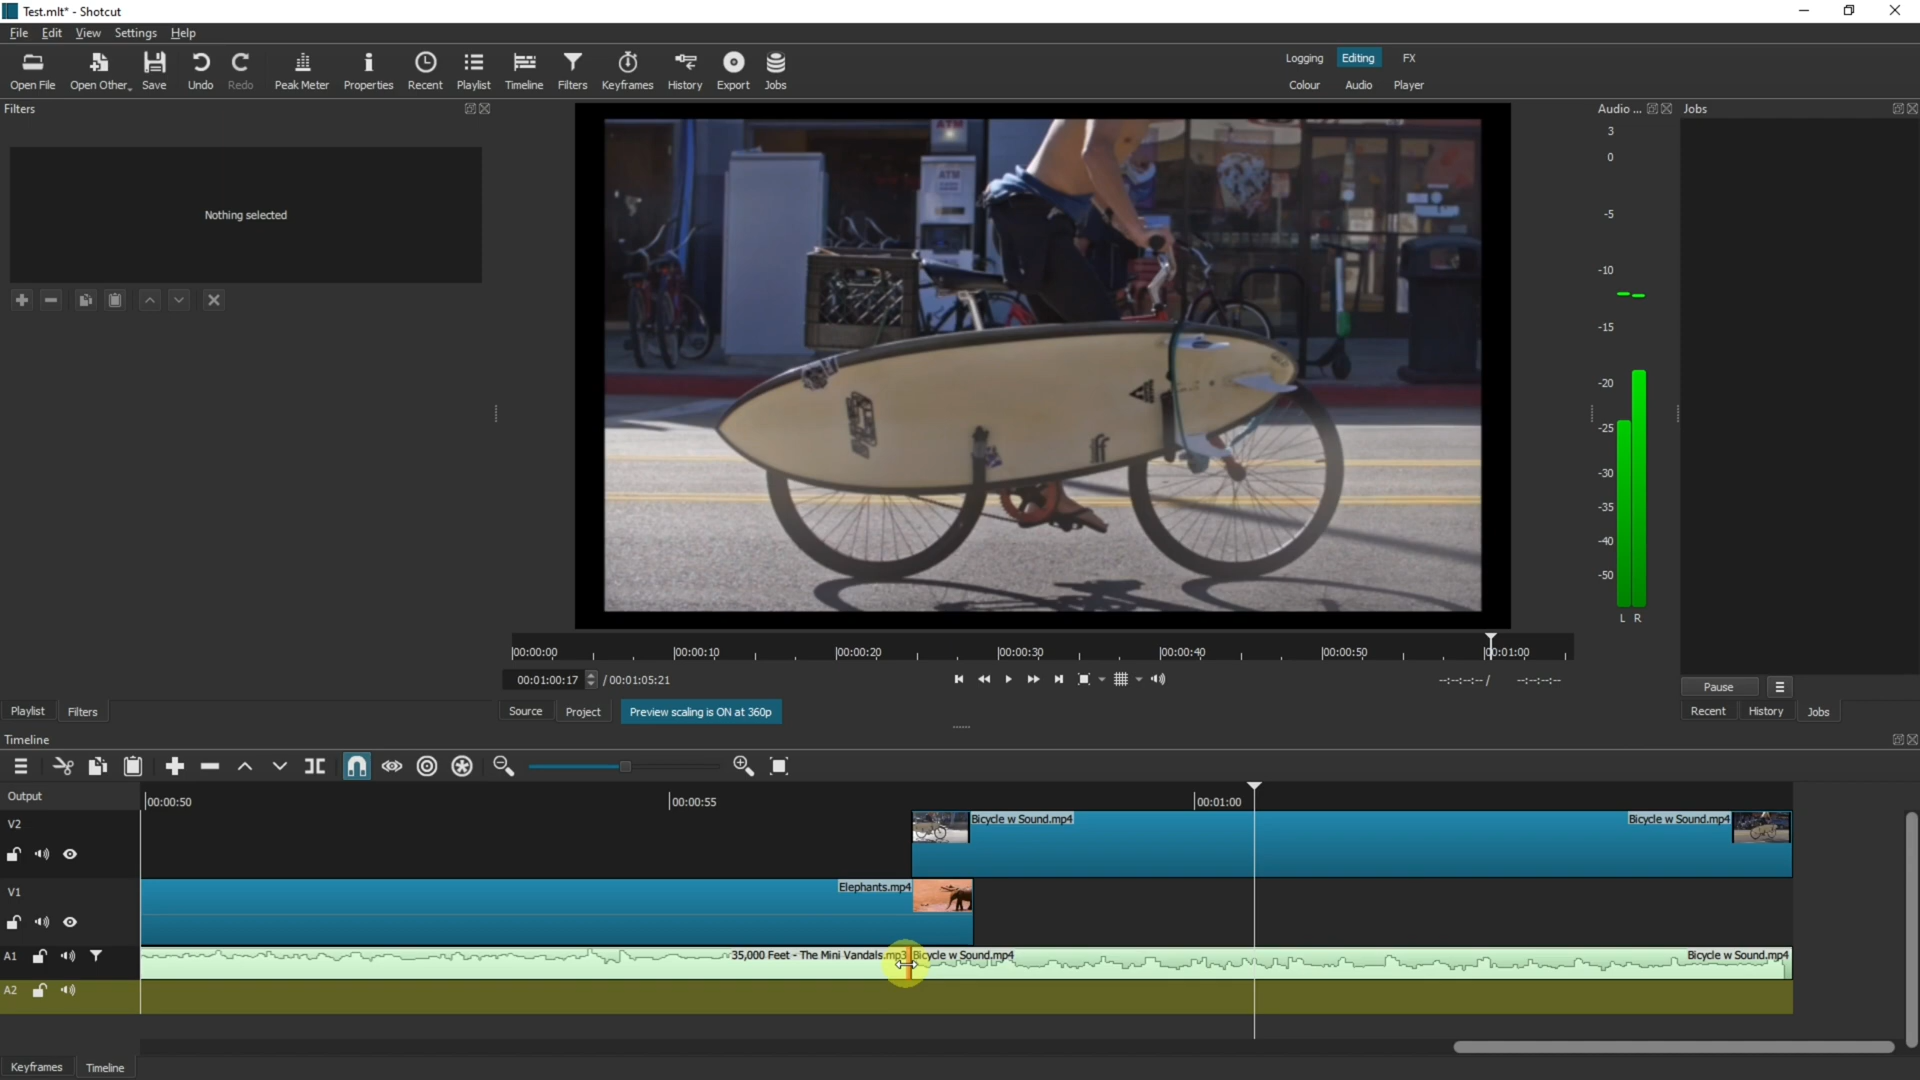 Test.mlt* - Shotcut
File Edit View Settings Help
Open File Open Other... Save Undo Redo Peak Meter Properties Recent Playlist Timeline Filters Keyframes History Export Jobs
Logging Editing FX
Colour Audio Player
Filters
Audio ...
Jobs
Nothing selected
ATM
ATM
3
0
-5
-10
-15
-20
-25
-30
-35
-40
-50
L R
00:00:00 00:00:10 00:00:20 00:00:30 00:00:40 00:00:50 00:01:00
00:01:00:17 / 00:01:05:21
--:--:--:-- / --:--:--:--
Pause
Playlist Filters
Source Project Preview scaling is ON at 360p
Recent History Jobs
Timeline
Output
00:00:50 00:00:55 00:01:00
V2
Bicycle w Sound.mp4 Bicycle w Sound.mp4
V1
Elephants.mp4
A1
35,000 Feet - The Mini Vandals.mp3 Bicycle w Sound.mp4 Bicycle w Sound.mp4
A2
Keyframes Timeline